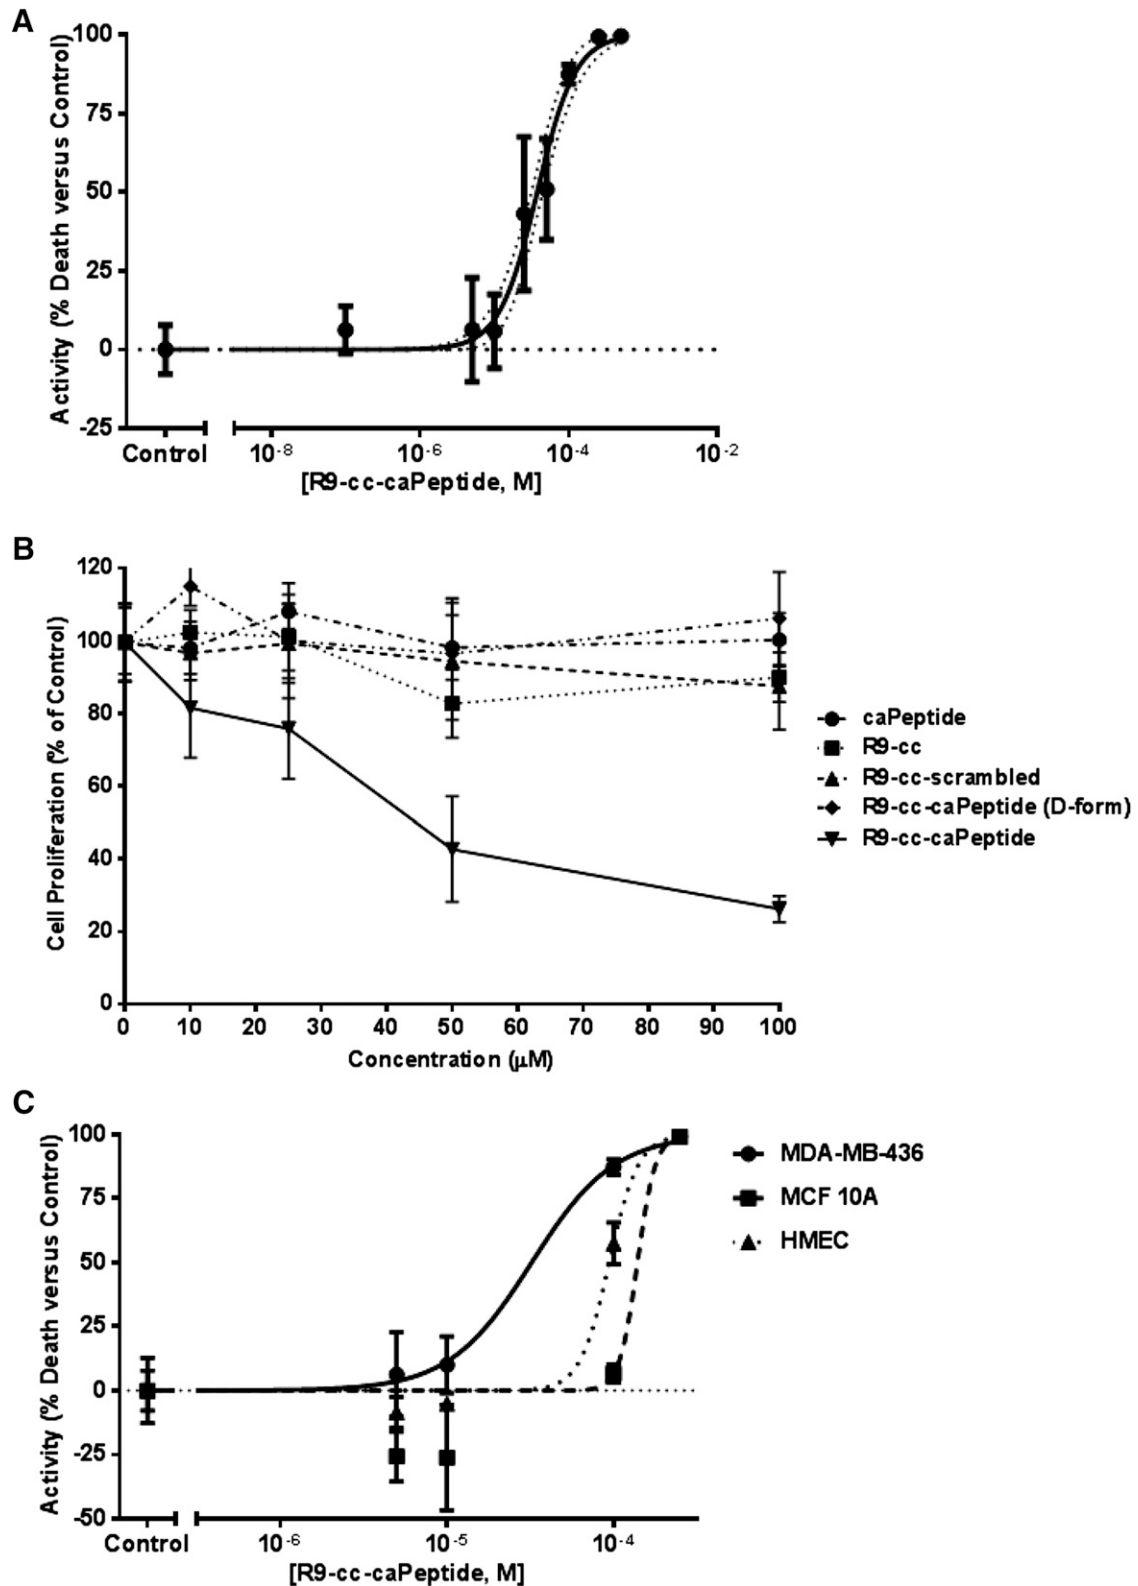 A
Activity (% Death versus Control)
100
75
50
25
0
-25
Control
10-8
10-6
10-4
10-2
[R9-cc-caPeptide, M]
B
Cell Proliferation (% of Control)
120
100
80
60
40
20
0
0 10 20 30 40 50 60 70 80 90 100
Concentration (µM)
caPeptide
R9-cc
R9-cc-scrambled
R9-cc-caPeptide (D-form)
R9-cc-caPeptide
C
Activity (% Death versus Control)
100
75
50
25
0
-25
-50
Control
10-6
10-5
10-4
[R9-cc-caPeptide, M]
MDA-MB-436
MCF 10A
HMEC